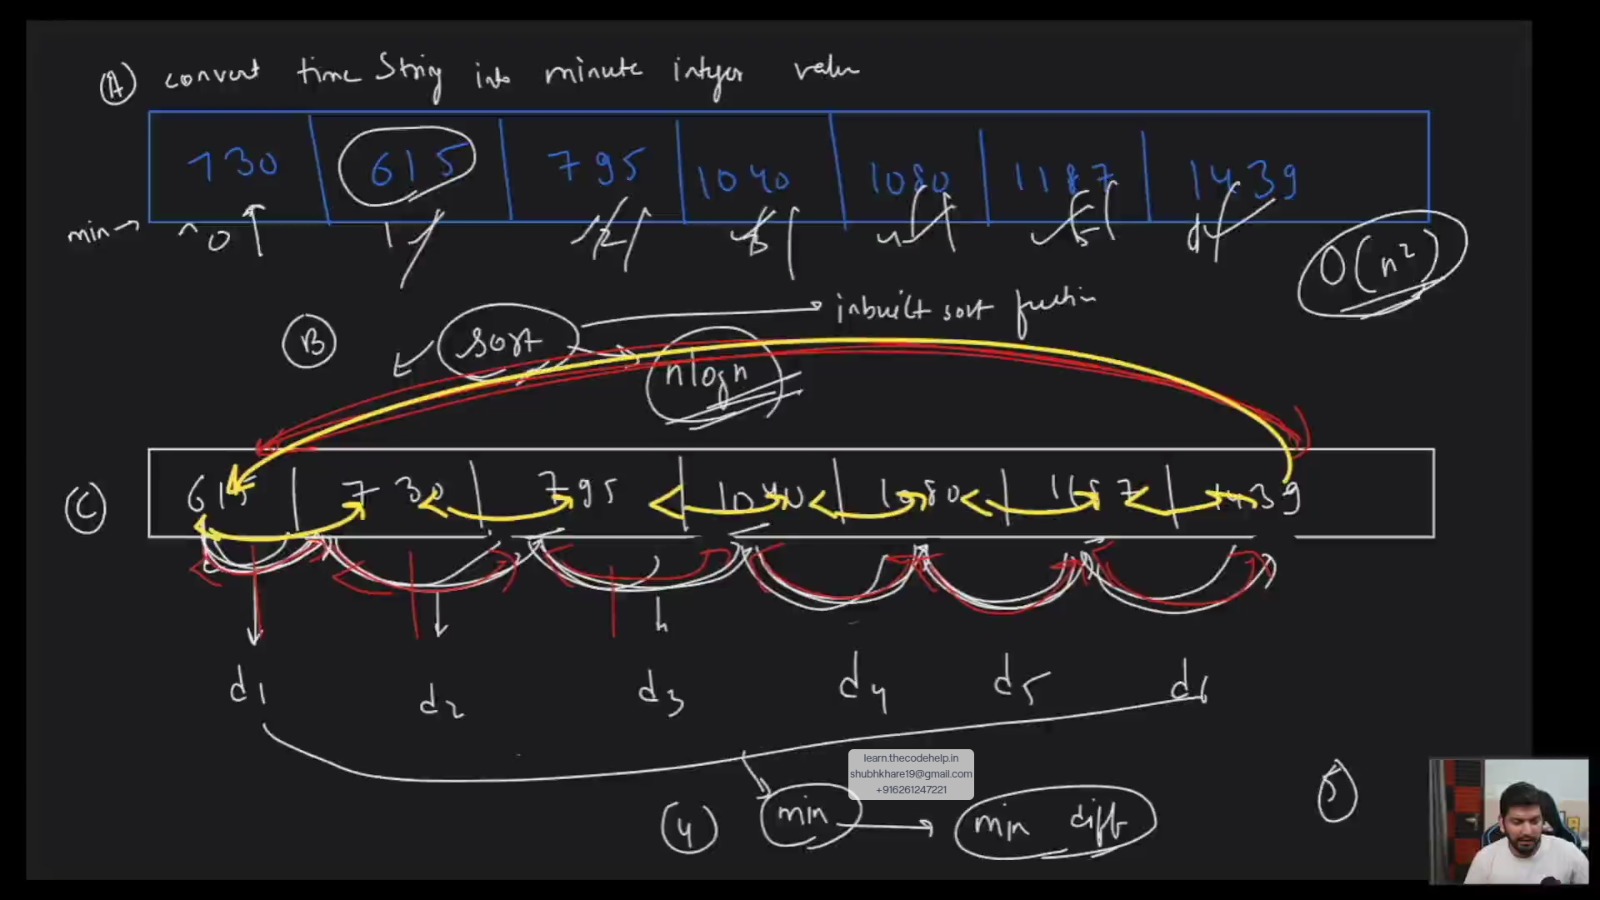 A convert time String into minute integer value
730 615 795 1040 1080 1187 1439
min → 0 1 2 3 4 5
O(n²)
B sort inbuilt sort function
nlogn
C 615 730 795 1040 1080 1187 1439
d1 d2 d3 d4 d5 d6
learn.thecodehelp.in
shubhkhare19@gmail.com
+916261247221
4 min → min diff
5